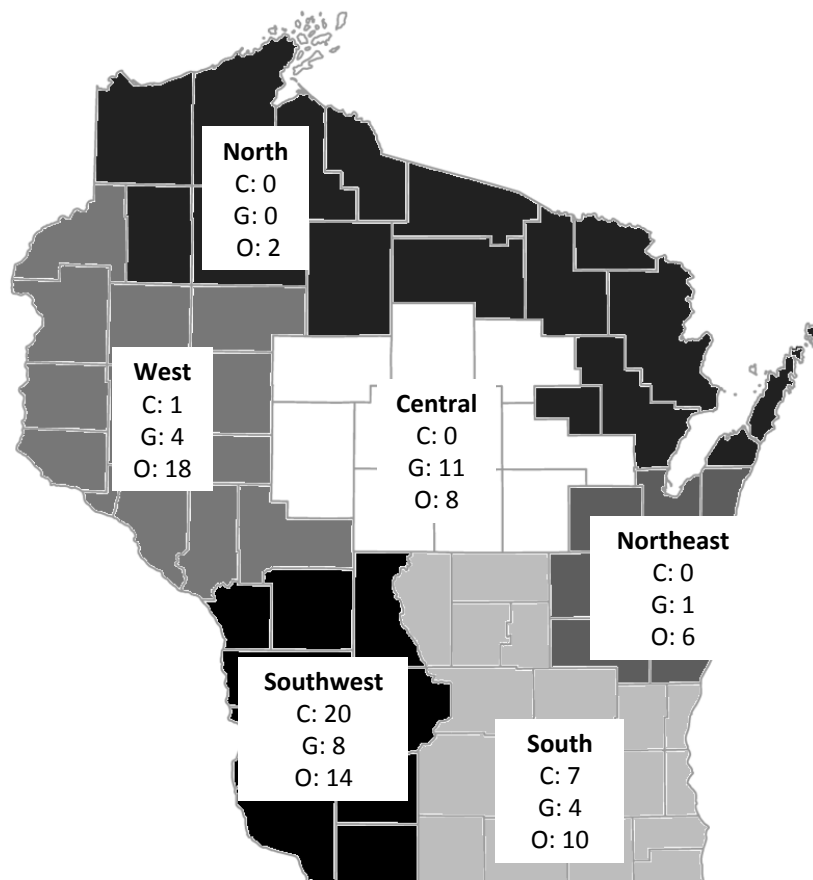 North
C: 0
G: 0
O: 2
West
C: 1
G: 4
O: 18
Central
C: 0
G: 11
O: 8
Northeast
C: 0
G: 1
O: 6
Southwest
C: 20
G: 8
O: 14
South
C: 7
G: 4
O: 10